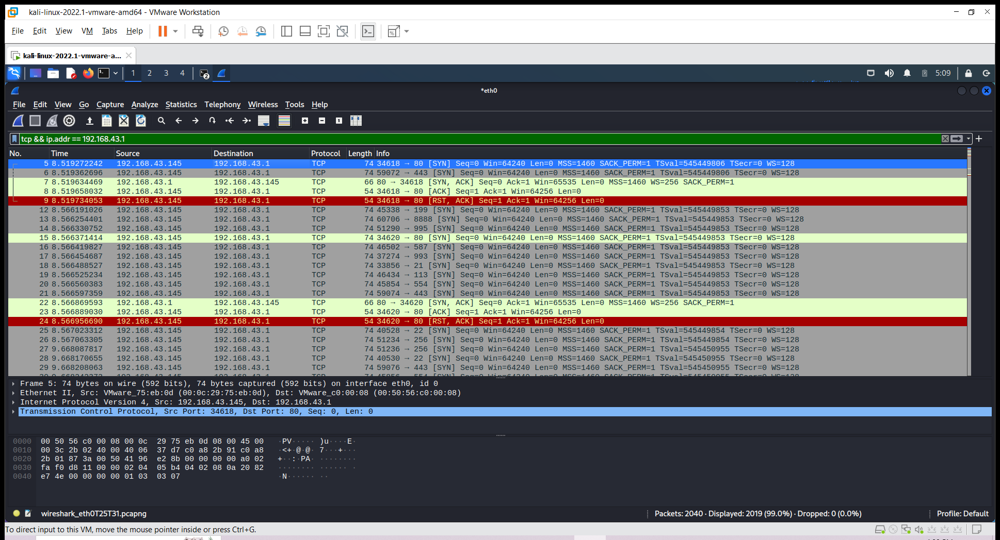 kali-linux-2022.1-vmware-amd64 - VMware Workstation
File Edit View VM Tabs Help
kali-linux-2022.1-vmware-a...
1 2 3 4 2 5:09
*eth0
File Edit View Go Capture Analyze Statistics Telephony Wireless Tools Help
tcp && ip.addr == 192.168.43.1
No. Time Source Destination Protocol Length Info
5 8.519272242 192.168.43.145 192.168.43.1 TCP 74 34618 → 80 [SYN] Seq=0 Win=64240 Len=0 MSS=1460 SACK_PERM=1 TSval=545449806 TSecr=0 WS=128
6 8.519362696 192.168.43.145 192.168.43.1 TCP 74 59072 → 443 [SYN] Seq=0 Win=64240 Len=0 MSS=1460 SACK_PERM=1 TSval=545449806 TSecr=0 WS=128
7 8.519634469 192.168.43.1 192.168.43.145 TCP 66 80 → 34618 [SYN, ACK] Seq=0 Ack=1 Win=65535 Len=0 MSS=1460 WS=256 SACK_PERM=1
8 8.519658032 192.168.43.145 192.168.43.1 TCP 54 34618 → 80 [ACK] Seq=1 Ack=1 Win=64256 Len=0
9 8.519734053 192.168.43.145 192.168.43.1 TCP 54 34618 → 80 [RST, ACK] Seq=1 Ack=1 Win=64256 Len=0
12 8.566191026 192.168.43.145 192.168.43.1 TCP 74 45338 → 199 [SYN] Seq=0 Win=64240 Len=0 MSS=1460 SACK_PERM=1 TSval=545449853 TSecr=0 WS=128
13 8.566254401 192.168.43.145 192.168.43.1 TCP 74 60706 → 8888 [SYN] Seq=0 Win=64240 Len=0 MSS=1460 SACK_PERM=1 TSval=545449853 TSecr=0 WS=128
14 8.566330752 192.168.43.145 192.168.43.1 TCP 74 51290 → 995 [SYN] Seq=0 Win=64240 Len=0 MSS=1460 SACK_PERM=1 TSval=545449853 TSecr=0 WS=128
15 8.566371414 192.168.43.145 192.168.43.1 TCP 74 34620 → 80 [SYN] Seq=0 Win=64240 Len=0 MSS=1460 SACK_PERM=1 TSval=545449853 TSecr=0 WS=128
16 8.566419827 192.168.43.145 192.168.43.1 TCP 74 46502 → 587 [SYN] Seq=0 Win=64240 Len=0 MSS=1460 SACK_PERM=1 TSval=545449853 TSecr=0 WS=128
17 8.566454687 192.168.43.145 192.168.43.1 TCP 74 37274 → 993 [SYN] Seq=0 Win=64240 Len=0 MSS=1460 SACK_PERM=1 TSval=545449853 TSecr=0 WS=128
18 8.566488527 192.168.43.145 192.168.43.1 TCP 74 33856 → 21 [SYN] Seq=0 Win=64240 Len=0 MSS=1460 SACK_PERM=1 TSval=545449853 TSecr=0 WS=128
19 8.566525234 192.168.43.145 192.168.43.1 TCP 74 46434 → 113 [SYN] Seq=0 Win=64240 Len=0 MSS=1460 SACK_PERM=1 TSval=545449853 TSecr=0 WS=128
20 8.566560383 192.168.43.145 192.168.43.1 TCP 74 45854 → 554 [SYN] Seq=0 Win=64240 Len=0 MSS=1460 SACK_PERM=1 TSval=545449853 TSecr=0 WS=128
21 8.566597359 192.168.43.145 192.168.43.1 TCP 74 59074 → 443 [SYN] Seq=0 Win=64240 Len=0 MSS=1460 SACK_PERM=1 TSval=545449853 TSecr=0 WS=128
22 8.566869593 192.168.43.1 192.168.43.145 TCP 66 80 → 34620 [SYN, ACK] Seq=0 Ack=1 Win=65535 Len=0 MSS=1460 WS=256 SACK_PERM=1
23 8.566889030 192.168.43.145 192.168.43.1 TCP 54 34620 → 80 [ACK] Seq=1 Ack=1 Win=64256 Len=0
24 8.566956690 192.168.43.145 192.168.43.1 TCP 54 34620 → 80 [RST, ACK] Seq=1 Ack=1 Win=64256 Len=0
25 8.567023312 192.168.43.145 192.168.43.1 TCP 74 40528 → 22 [SYN] Seq=0 Win=64240 Len=0 MSS=1460 SACK_PERM=1 TSval=545449854 TSecr=0 WS=128
26 8.567063305 192.168.43.145 192.168.43.1 TCP 74 51234 → 256 [SYN] Seq=0 Win=64240 Len=0 MSS=1460 SACK_PERM=1 TSval=545449854 TSecr=0 WS=128
27 9.668087817 192.168.43.145 192.168.43.1 TCP 74 51236 → 256 [SYN] Seq=0 Win=64240 Len=0 MSS=1460 SACK_PERM=1 TSval=545450955 TSecr=0 WS=128
28 9.668170655 192.168.43.145 192.168.43.1 TCP 74 40530 → 22 [SYN] Seq=0 Win=64240 Len=0 MSS=1460 SACK_PERM=1 TSval=545450955 TSecr=0 WS=128
29 9.668208063 192.168.43.145 192.168.43.1 TCP 74 59076 → 443 [SYN] Seq=0 Win=64240 Len=0 MSS=1460 SACK_PERM=1 TSval=545450955 TSecr=0 WS=128
Frame 5: 74 bytes on wire (592 bits), 74 bytes captured (592 bits) on interface eth0, id 0
Ethernet II, Src: VMware_75:eb:0d (00:0c:29:75:eb:0d), Dst: VMware_c0:00:08 (00:50:56:c0:00:08)
Internet Protocol Version 4, Src: 192.168.43.145, Dst: 192.168.43.1
Transmission Control Protocol, Src Port: 34618, Dst Port: 80, Seq: 0, Len: 0
0000 00 50 56 c0 00 08 00 0c 29 75 eb 0d 08 00 45 00 ·PV····· )u····E·
0010 00 3c 2b 02 40 00 40 06 37 d7 c0 a8 2b 91 c0 a8 ·<+·@·@· 7···+···
0020 2b 01 87 3a 00 50 41 96 e2 8b 00 00 00 00 a0 02 +··:·PA· ········
0030 fa f0 d8 11 00 00 02 04 05 b4 04 02 08 0a 20 82 ········ ······ ·
0040 e7 4e 00 00 00 00 01 03 03 07 ·N······ ··
wireshark_eth0T25T31.pcapng Packets: 2040 · Displayed: 2019 (99.0%) · Dropped: 0 (0.0%) Profile: Default
To direct input to this VM, move the mouse pointer inside or press Ctrl+G.